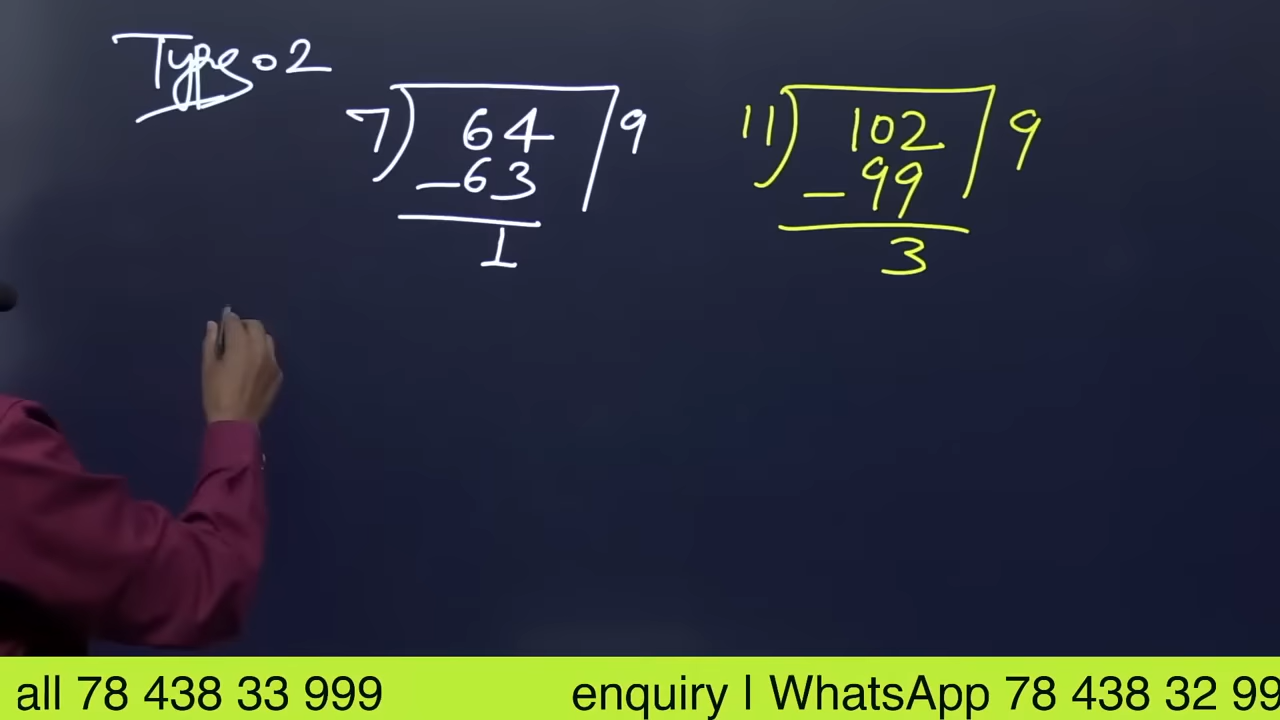 Type 02
7) 64 / 9
-63
1
11) 102 / 9
-99
3
all 78 438 33 999 enquiry | WhatsApp 78 438 32 99